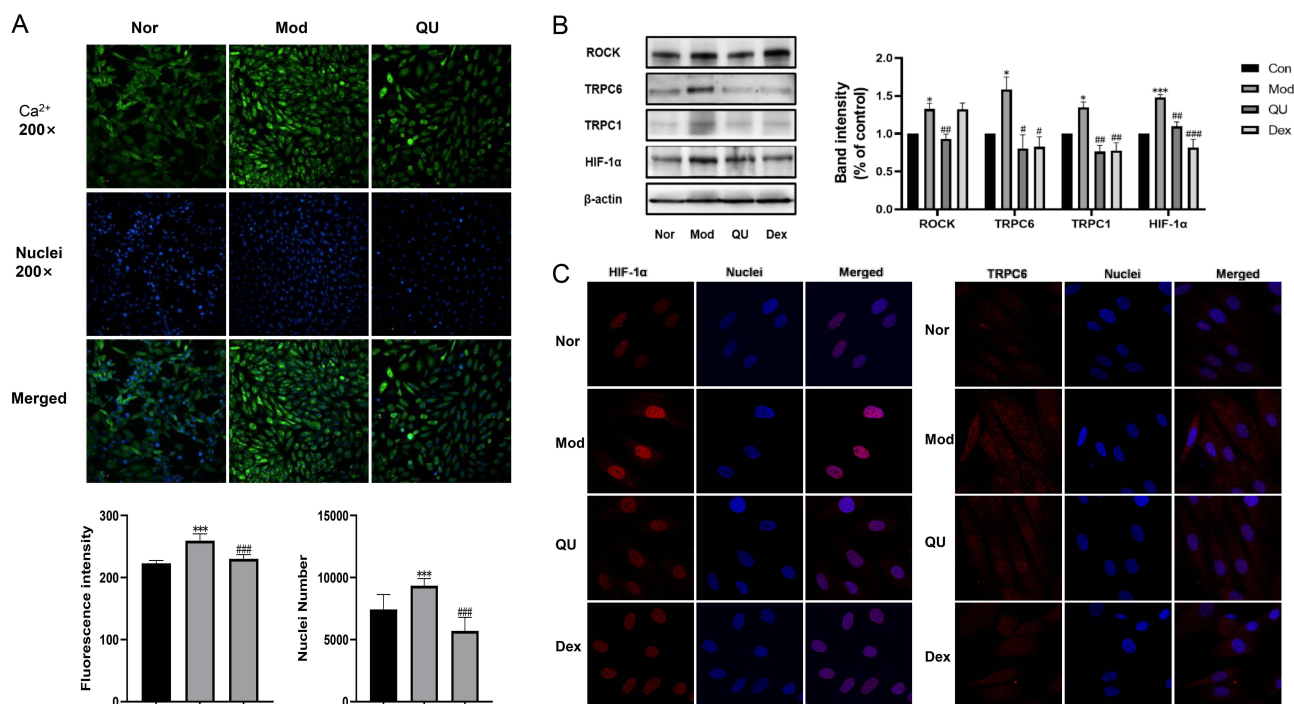 A
Nor Mod QU
Ca²⁺
200×
Nuclei
200×
Merged
Fluorescence intensity
300
200
100
0
***
###
Nuclei Number
15000
10000
5000
0
***
###
B
ROCK
TRPC6
TRPC1
HIF-1α
β-actin
Nor Mod QU Dex
Band intensity
(% of control)
2.0
1.5
1.0
0.5
0.0
*
##
*
#
#
*
##
##
***
##
###
ROCK TRPC6 TRPC1 HIF-1α
Con
Mod
QU
Dex
C
HIF-1α Nuclei Merged
Nor
Mod
QU
Dex
TRPC6 Nuclei Merged
Nor
Mod
QU
Dex